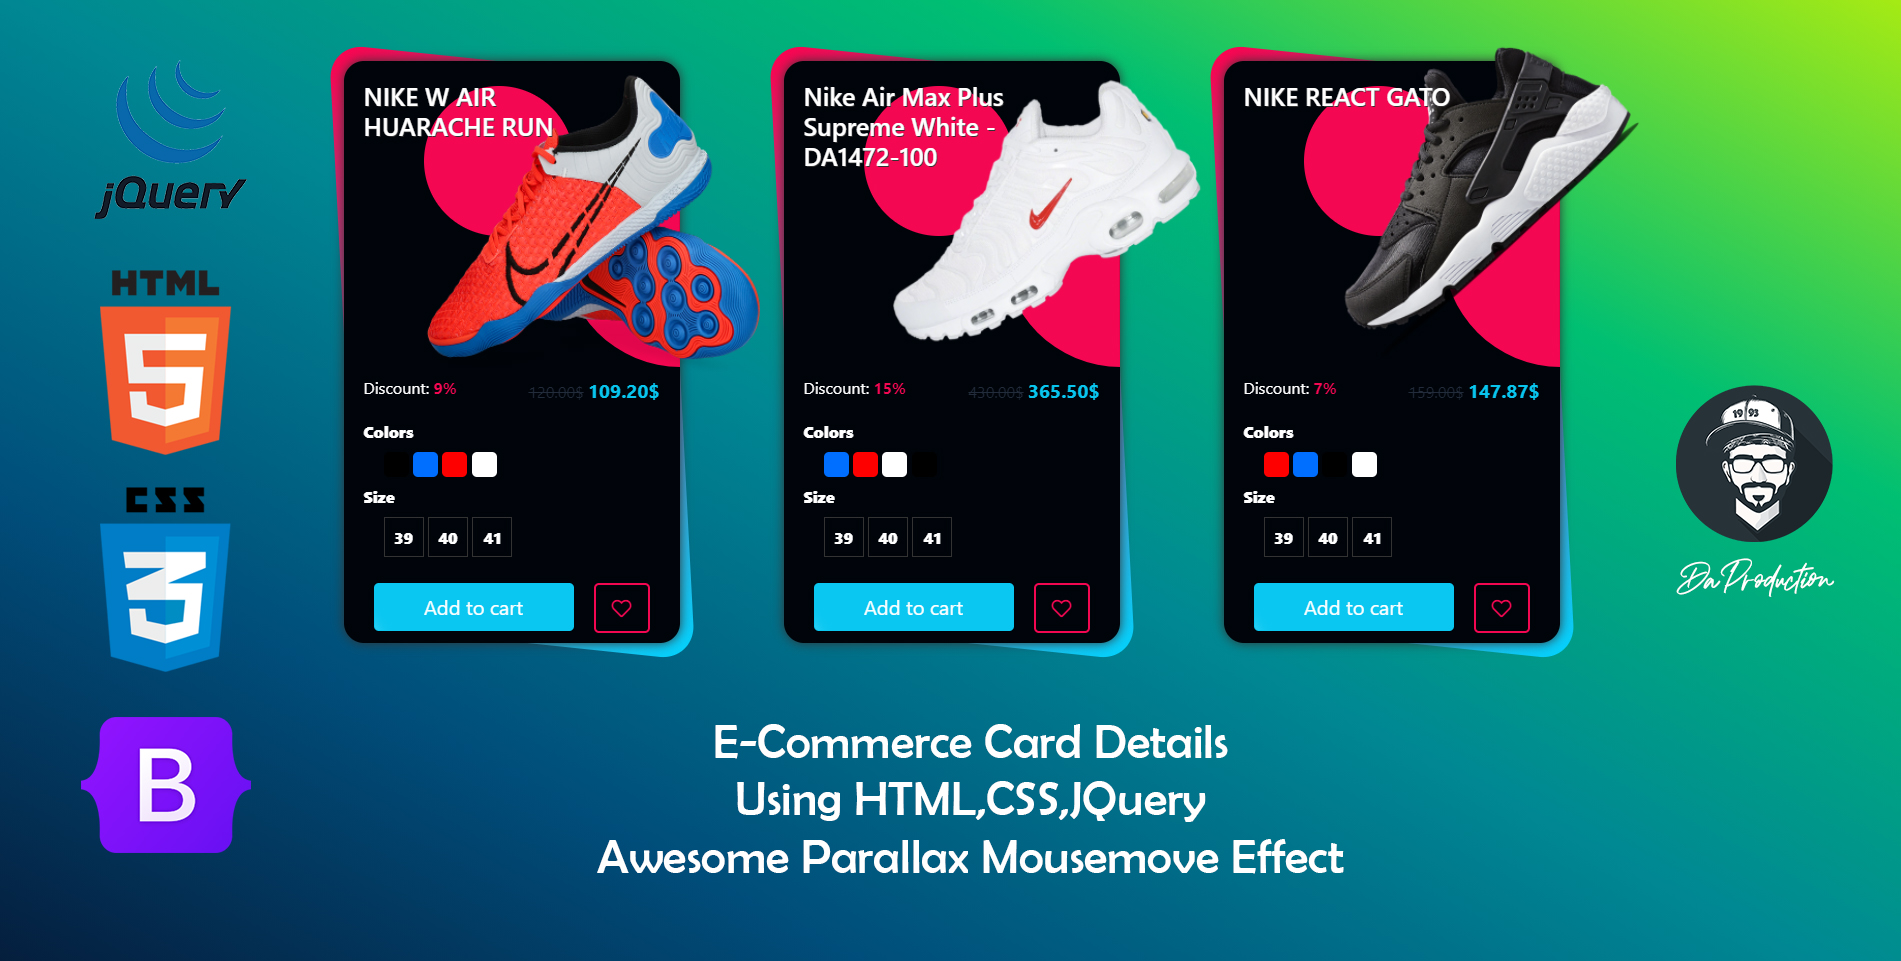 jQuery
HTML
5
CSS
3
B
NIKE W AIR
HUARACHE RUN
Discount: 9%
120.00$ 109.20$
Colors
Size
39 40 41
Add to cart
Nike Air Max Plus
Supreme White -
DA1472-100
Discount: 15%
430.00$ 365.50$
Colors
Size
39 40 41
Add to cart
NIKE REACT GATO
Discount: 7%
159.00$ 147.87$
Colors
Size
39 40 41
Add to cart
19 93
DaProduction
E-Commerce Card Details
Using HTML,CSS,JQuery
Awesome Parallax Mousemove Effect